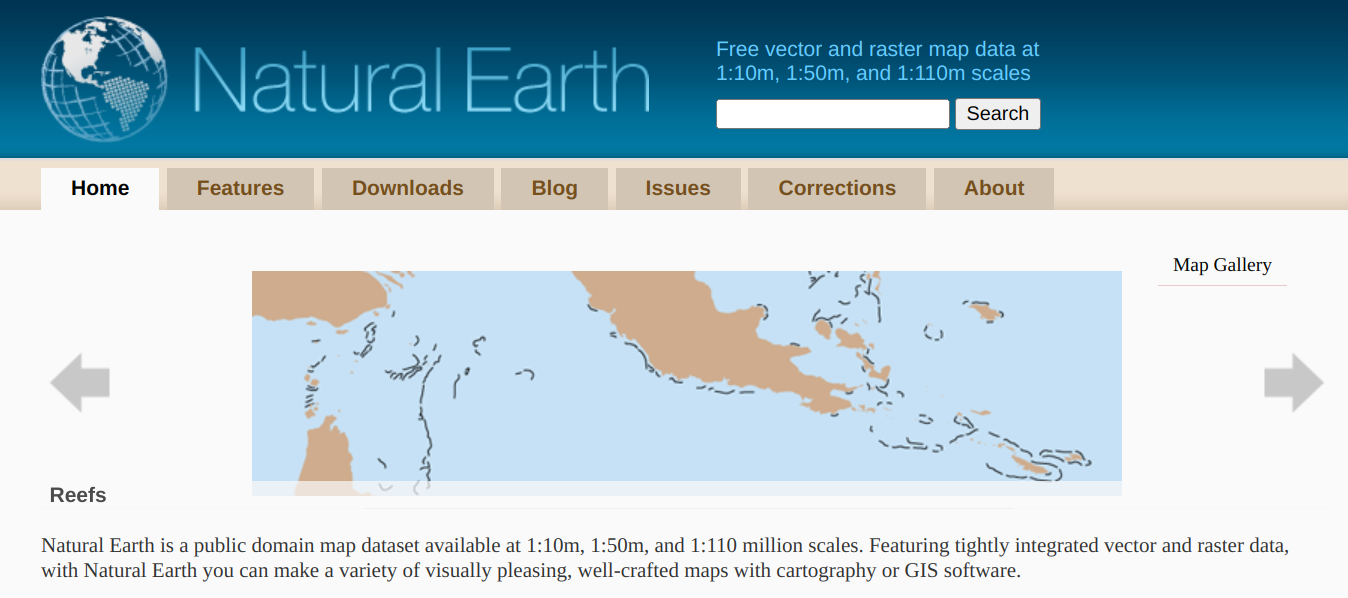 Natural Earth
Free vector and raster map data at
1:10m, 1:50m, and 1:110m scales
Search
Home
Features
Downloads
Blog
Issues
Corrections
About
Map Gallery
Reefs
Natural Earth is a public domain map dataset available at 1:10m, 1:50m, and 1:110 million scales. Featuring tightly integrated vector and raster data,
with Natural Earth you can make a variety of visually pleasing, well-crafted maps with cartography or GIS software.